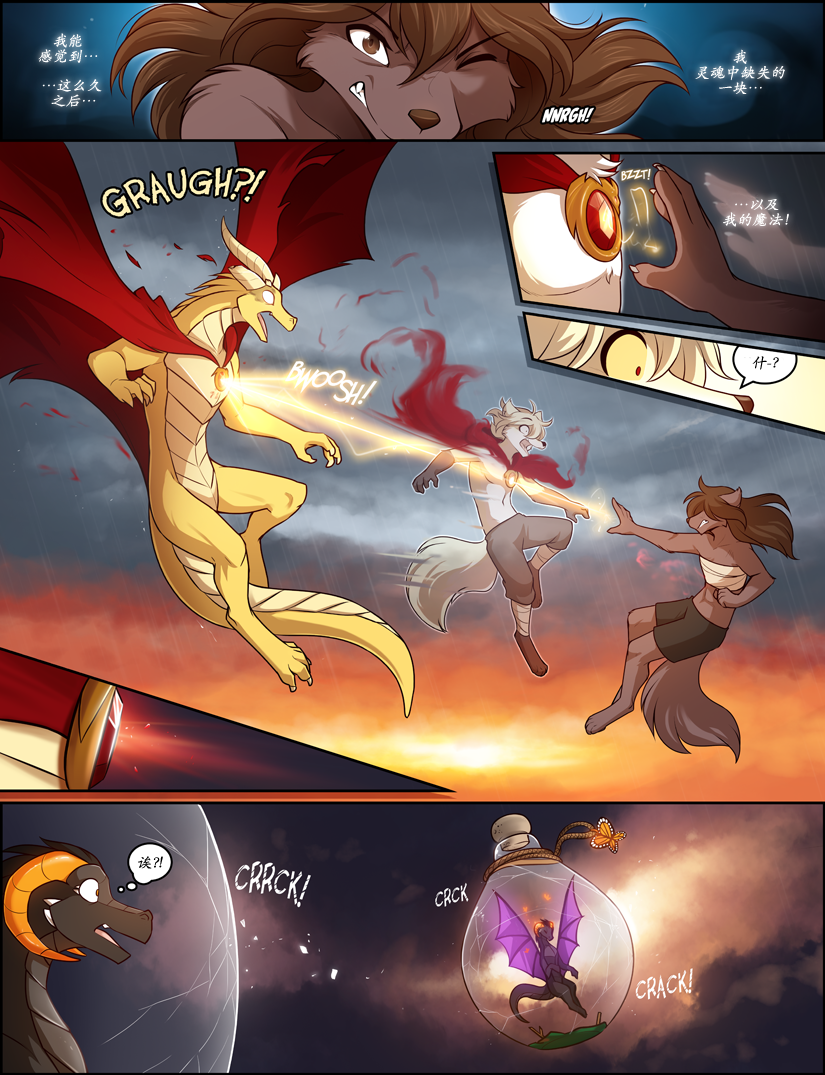 我能
感觉到…
…这么久
之后…
我
灵魂中缺失的
一块…
NNRGH!
GRAUGH?!
BZZT!
…以及
我的魔法!
什-?
BWOOSH!
诶?!
CRRCK!
CRCK
CRACK!